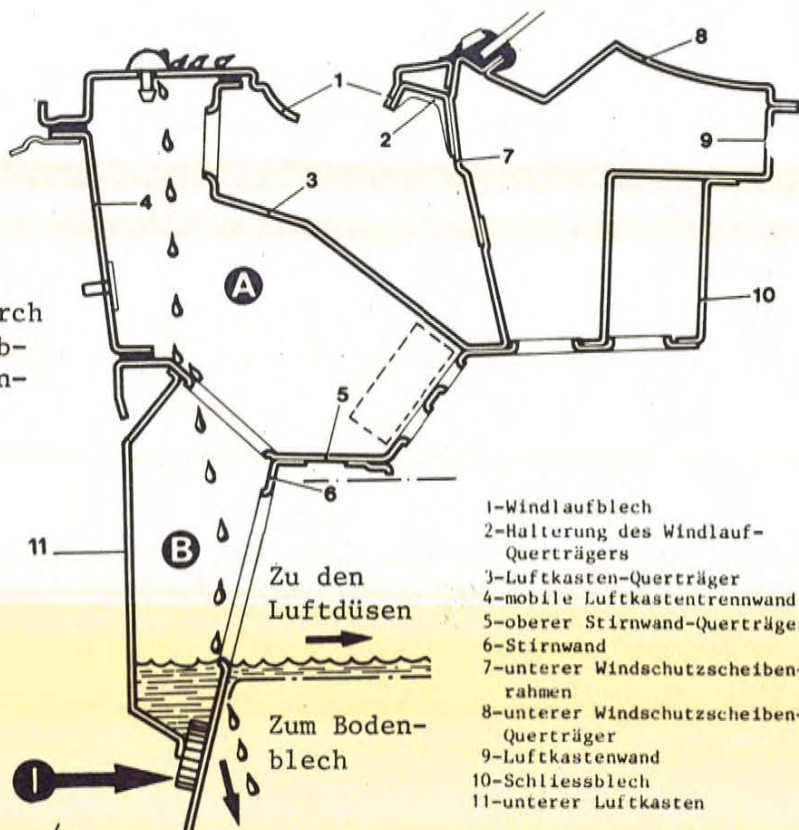 1
8
2
9
7
3
4
A
10
rch
b-
n-
5
6
11
B
Zu den
Luftdüsen
Zum Boden-
blech
I
1-Windlaufblech
2-Halterung des Windlauf-
Querträgers
3-Luftkasten-Querträger
4-mobile Luftkastentrennwand
5-oberer Stirnwand-Querträger
6-Stirnwand
7-unterer Windschutzscheiben-
rahmen
8-unterer Windschutzscheiben-
Querträger
9-Luftkastenwand
10-Schliessblech
11-unterer Luftkasten